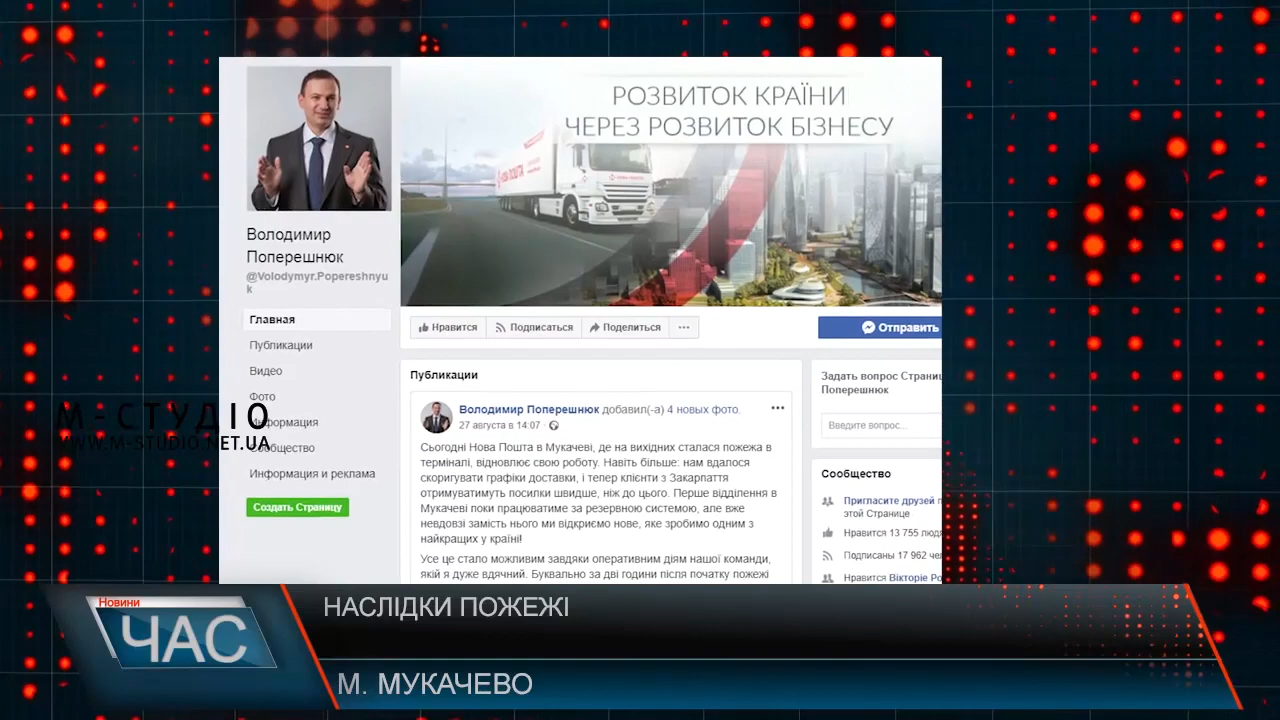 РОЗВИТОК КРАЇНИ
ЧЕРЕЗ РОЗВИТОК БІЗНЕСУ
НОВА ПОШТА
Володимир
Поперешнюк
@Volodymyr.Popereshnyu
k
Главная
Публикации
Видео
Фото
Информация
Сообщество
Информация и реклама
Создать Страницу
М-СТУДІО
WWW.M-STUDIO.NET.UA
Нравится
Подписаться
Поделиться
Отправить
Публикации
Володимир Поперешнюк добавил(-а) 4 новых фото.
27 августа в 14:07
Сьогодні Нова Пошта в Мукачеві, де на вихідних сталася пожежа в
терміналі, відновлює свою роботу. Навіть більше: нам вдалося
скоригувати графіки доставки, і тепер клієнти з Закарпаття
отримуватимуть посилки швидше, ніж до цього. Перше відділення в
Мукачеві поки працюватиме за резервною системою, але вже
невдовзі замість нього ми відкриємо нове, яке зробимо одним з
найкращих у країні!
Усе це стало можливим завдяки оперативним діям нашої команди,
якій я дуже вдячний. Буквально за дві години після початку пожежі
Задать вопрос Страниц
Поперешнюк
Введите вопрос...
Сообщество
Пригласите друзей п
этой Странице
Нравится 13 755 людя
Подписаны 17 962 чел
Нравится Вікторіе Ро
Новини
ЧАС
НАСЛІДКИ ПОЖЕЖІ
М. МУКАЧЕВО